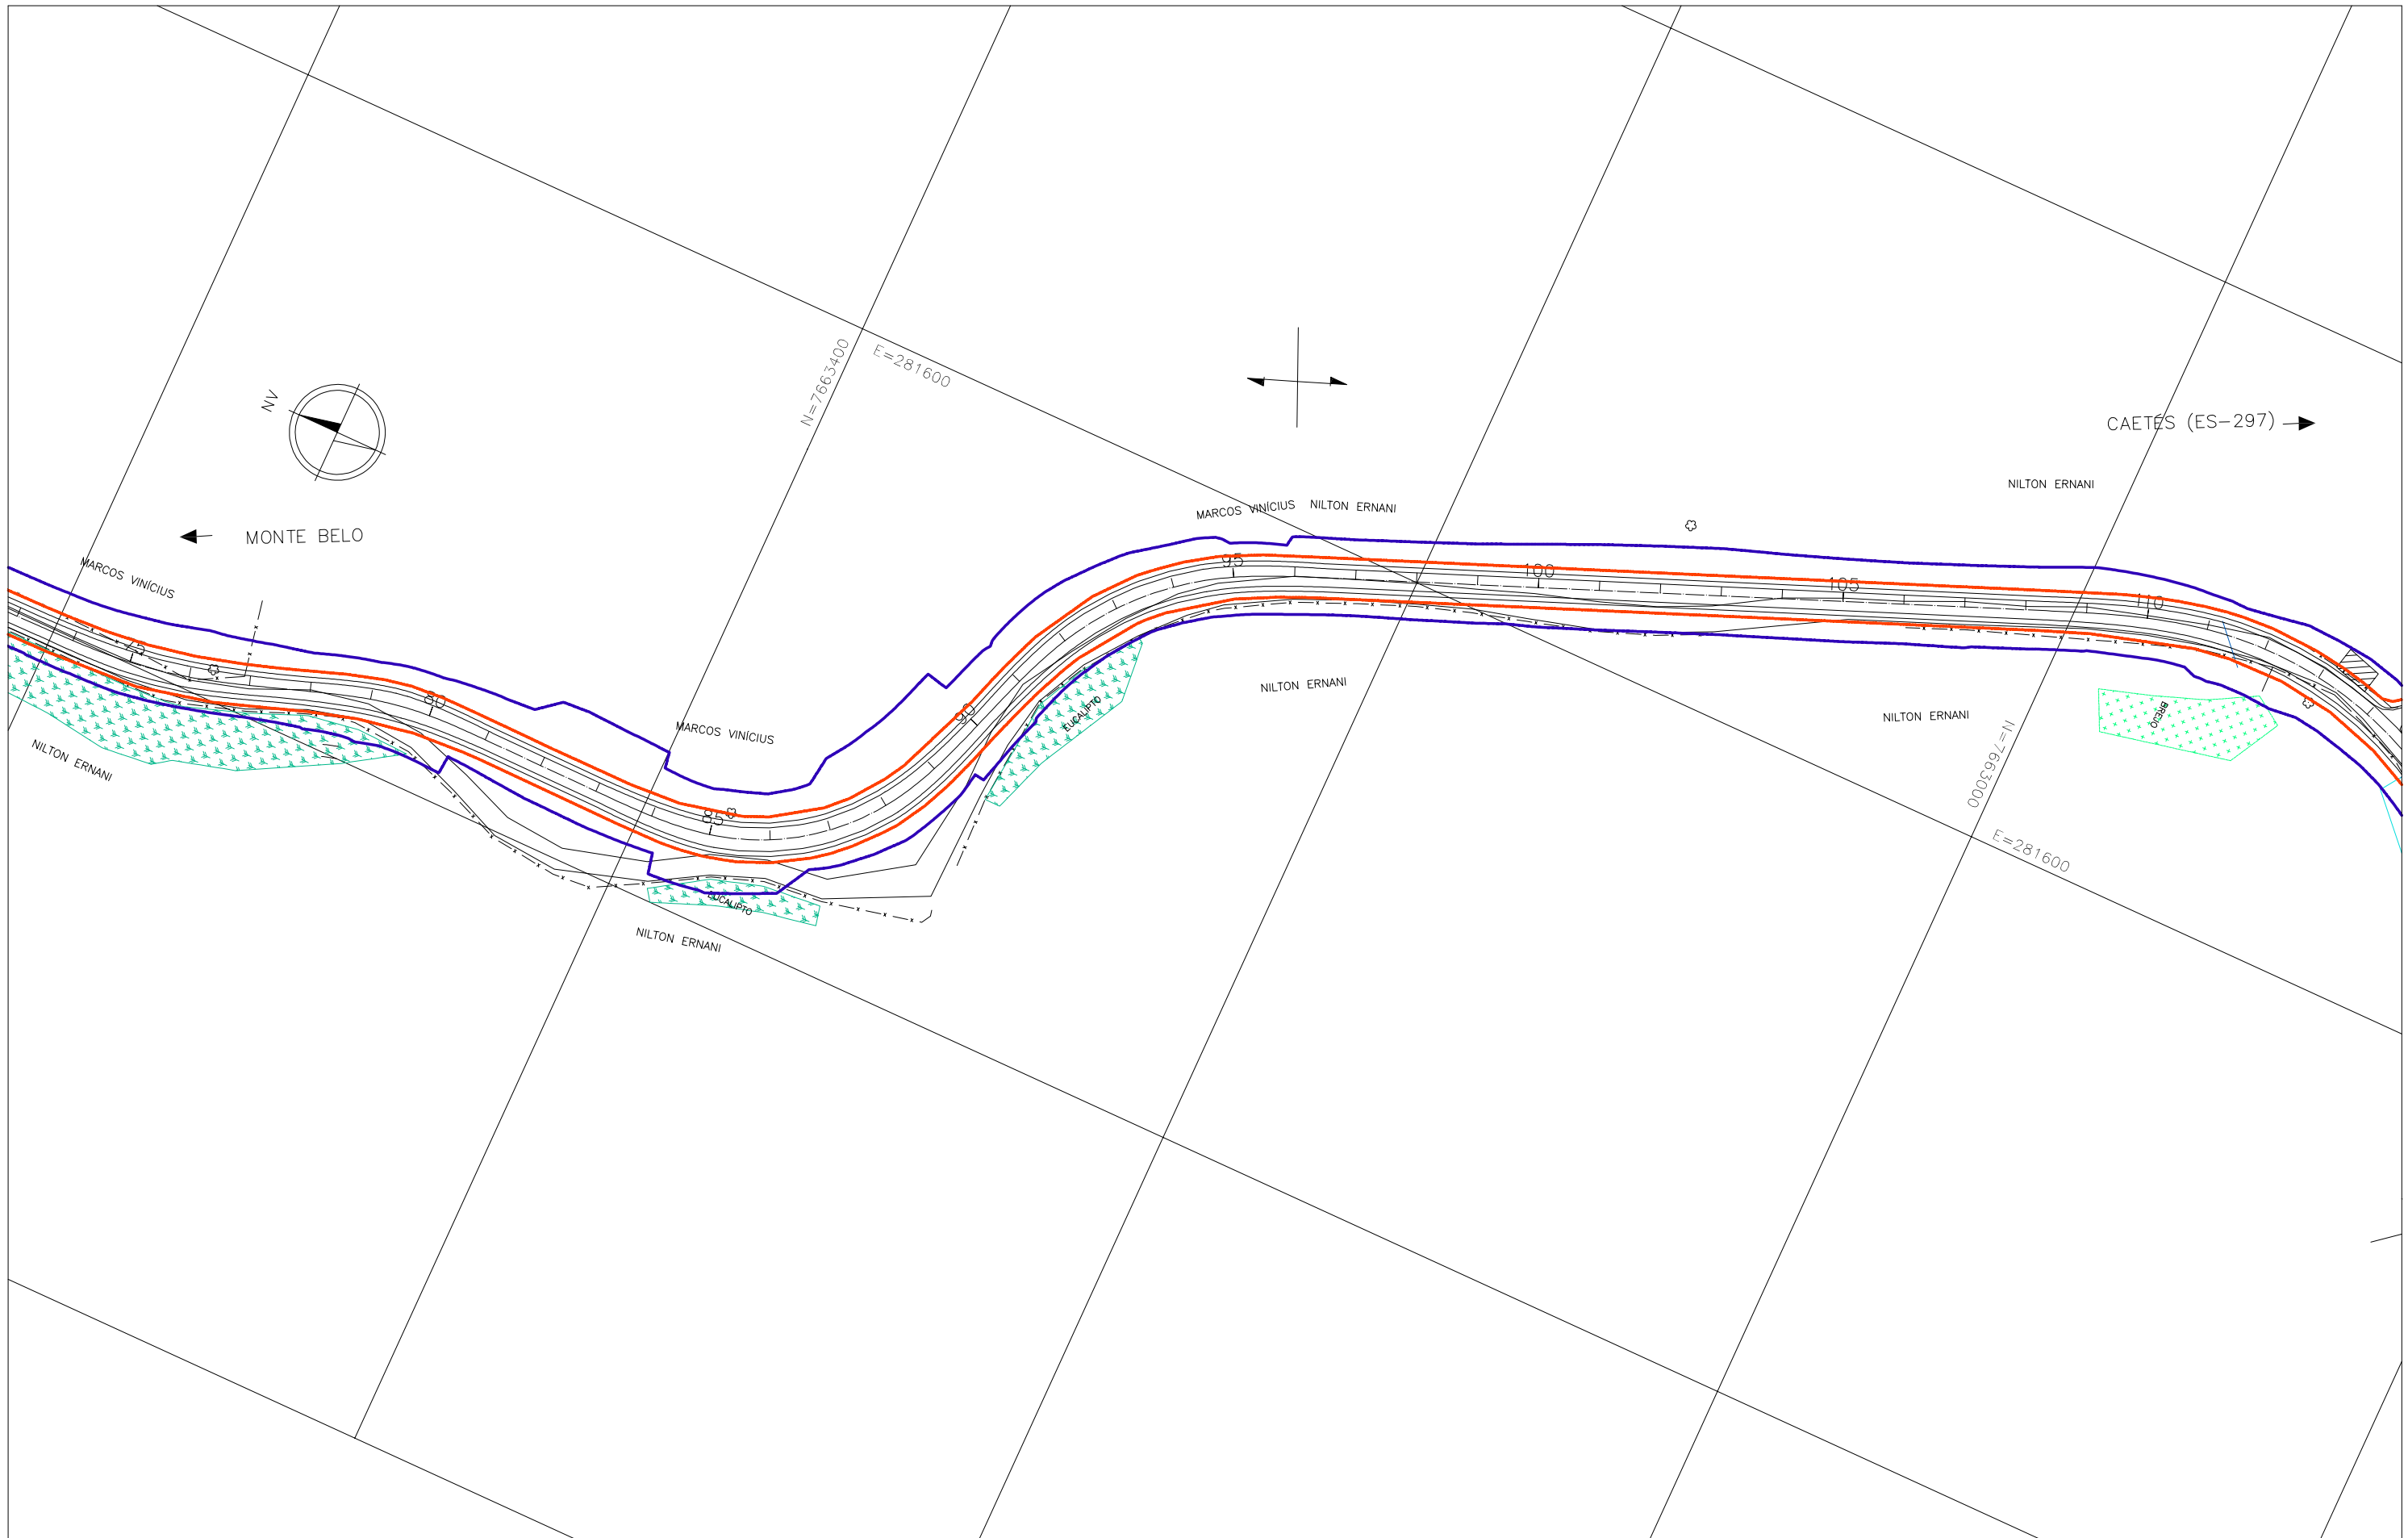 N=7663400
E=281600
NV
CAETÉS (ES-297)
NILTON ERNANI
MARCOS VINÍCIUS NILTON ERNANI
MONTE BELO
MARCOS VINÍCIUS
95
100
105
110
75
80
90
85
MARCOS VINÍCIUS
EUCALIPTO
NILTON ERNANI
NILTON ERNANI
BREJO
NILTON ERNANI
N=7663000
E=281600
EUCALIPTO
NILTON ERNANI